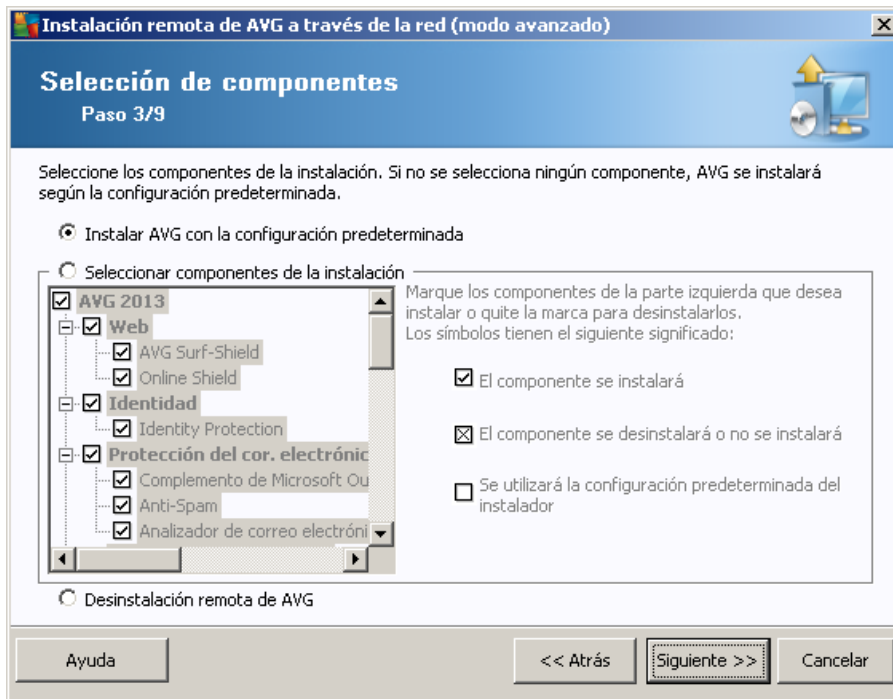 Instalación remota de AVG a través de la red (modo avanzado)
Selección de componentes
Paso 3/9
Seleccione los componentes de la instalación. Si no se selecciona ningún componente, AVG se instalará
según la configuración predeterminada.
Instalar AVG con la configuración predeterminada
Seleccionar componentes de la instalación
AVG 2013
Web
AVG Surf-Shield
Online Shield
Identidad
Identity Protection
Protección del cor. electrónic
Complemento de Microsoft Ou
Anti-Spam
Analizador de correo electróni
Marque los componentes de la parte izquierda que desea
instalar o quite la marca para desinstalarlos.
Los símbolos tienen el siguiente significado:
El componente se instalará
El componente se desinstalará o no se instalará
Se utilizará la configuración predeterminada del
instalador
Desinstalación remota de AVG
Ayuda
<< Atrás
Siguiente >>
Cancelar